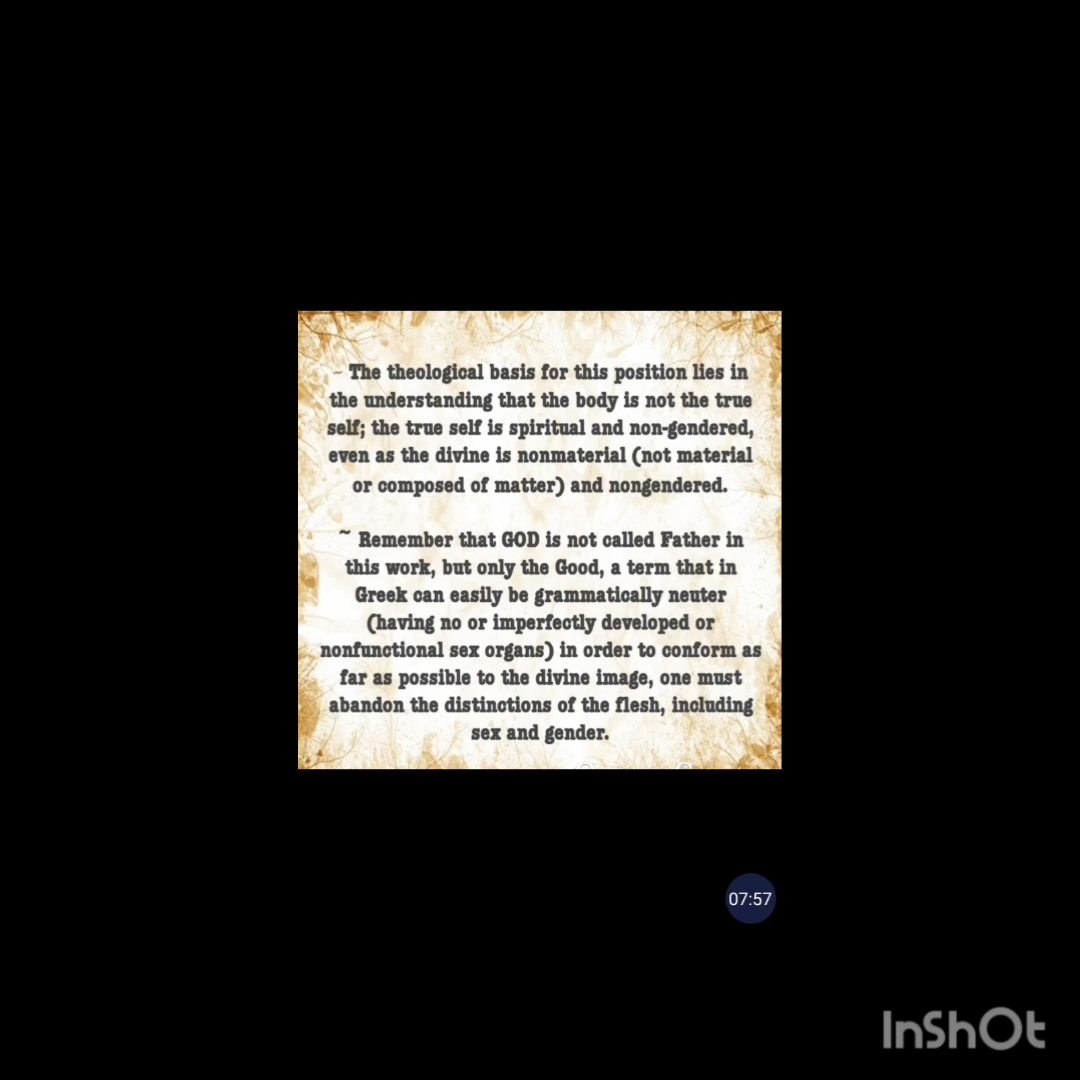 ~ The theological basis for this position lies in
the understanding that the body is not the true
self; the true self is spiritual and non-gendered,
even as the divine is nonmaterial (not material
or composed of matter) and nongendered.
~ Remember that GOD is not called Father in
this work, but only the Good, a term that in
Greek can easily be grammatically neuter
(having no or imperfectly developed or
nonfunctional sex organs) in order to conform as
far as possible to the divine image, one must
abandon the distinctions of the flesh, including
sex and gender.
07:57
InShOt